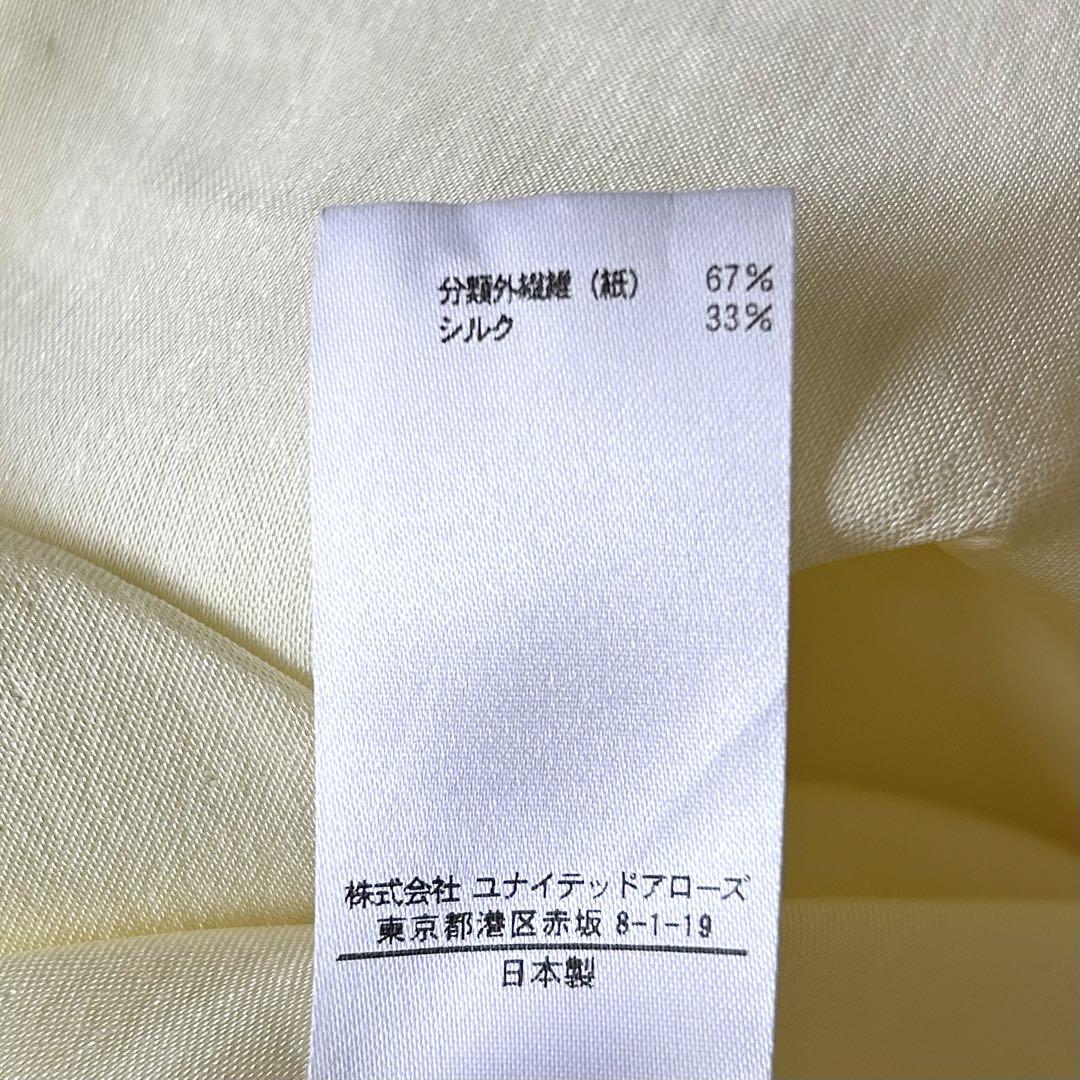 分類外繊維（紙） 67%
シルク 33%
株式会社 ユナイテッドアローズ
東京都港区赤坂 8-1-19
日本製